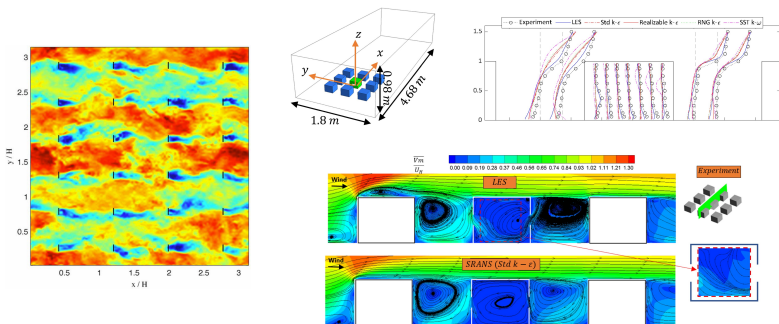 3
2.5
2
1.5
1
0.5
y / H
0.5
1
1.5
2
2.5
3
x / H
z
x
y
0.98 m
4.68 m
1.8 m
Experiment LES Std k-ε Realizable k-ε RNG k-ε SST k-ω
1.5
1
0
Vm
U_H
0.00 0.09 0.19 0.28 0.37 0.46 0.56 0.65 0.74 0.84 0.93 1.02 1.11 1.21 1.30
Wind
LES
Experiment
Wind
SRANS (Std k − ε)